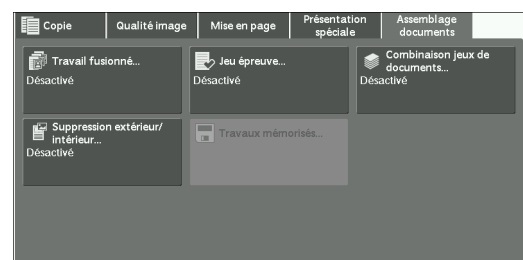 Copie
Qualité image
Mise en page
Présentation
spéciale
Assemblage
documents
Travail fusionné...
Désactivé
Jeu épreuve...
Désactivé
Combinaison jeux de
documents...
Désactivé
Suppression extérieur/
intérieur...
Désactivé
Travaux mémorisés...